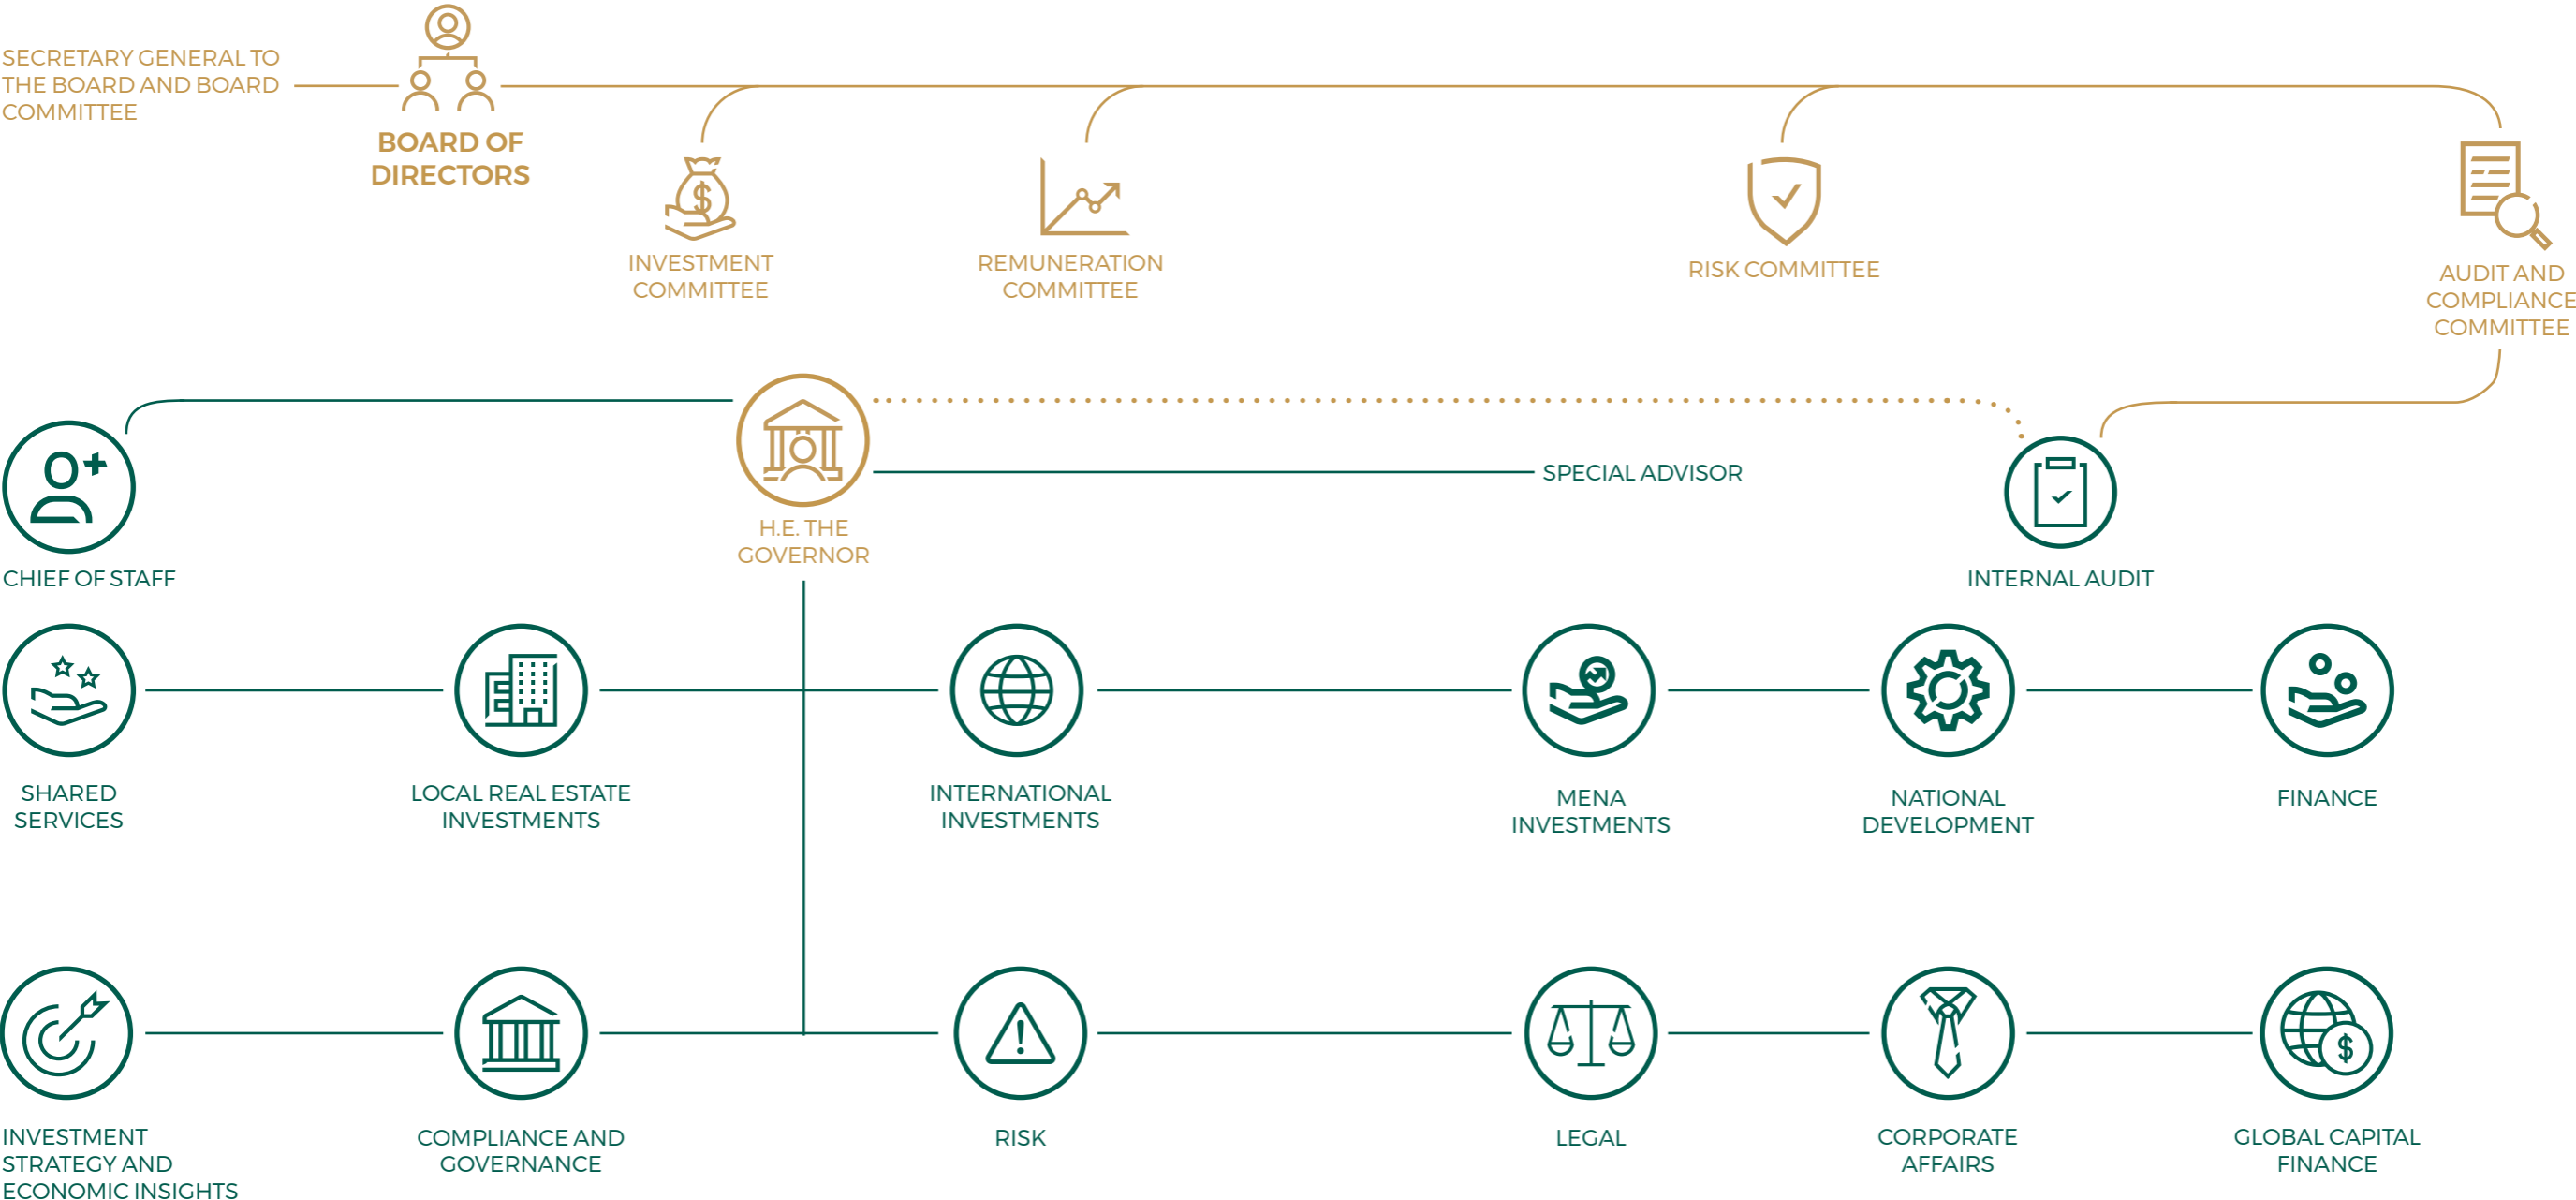 SECRETARY GENERAL TO
THE BOARD AND BOARD
COMMITTEE
BOARD OF
DIRECTORS
INVESTMENT
COMMITTEE
REMUNERATION
COMMITTEE
RISK COMMITTEE
AUDIT AND
COMPLIANCE
COMMITTEE
H.E. THE
GOVERNOR
SPECIAL ADVISOR
CHIEF OF STAFF
INTERNAL AUDIT
SHARED
SERVICES
LOCAL REAL ESTATE
INVESTMENTS
INTERNATIONAL
INVESTMENTS
MENA
INVESTMENTS
NATIONAL
DEVELOPMENT
FINANCE
INVESTMENT
STRATEGY AND
ECONOMIC INSIGHTS
COMPLIANCE AND
GOVERNANCE
RISK
LEGAL
CORPORATE
AFFAIRS
GLOBAL CAPITAL
FINANCE